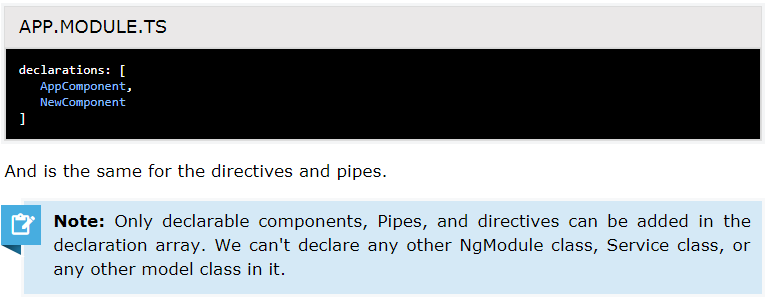 APP.MODULE.TS
declarations: [
AppComponent,
NewComponent
]
And is the same for the directives and pipes.
Note: Only declarable components, Pipes, and directives can be added in the
declaration array. We can't declare any other NgModule class, Service class, or
any other model class in it.